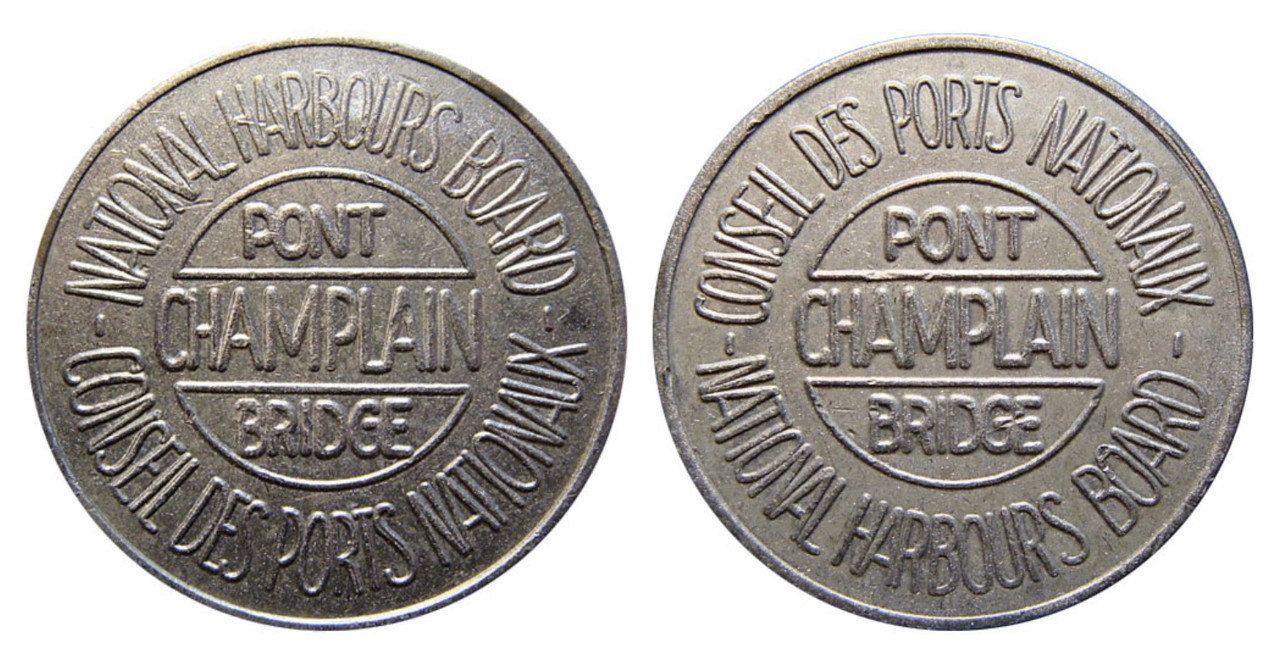 NATIONAL HARBOURS BOARD
PONT
CHAMPLAIN
BRIDGE
- CONSEIL DES PORTS NATIONAUX -
CONSEIL DES PORTS NATIONAUX
PONT
CHAMPLAIN
BRIDGE
- NATIONAL HARBOURS BOARD -